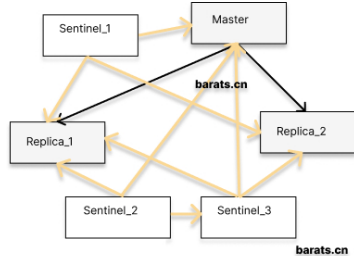 Sentinel_1
Master
barats.cn
Replica_1
Replica_2
Sentinel_2
Sentinel_3
barats.cn